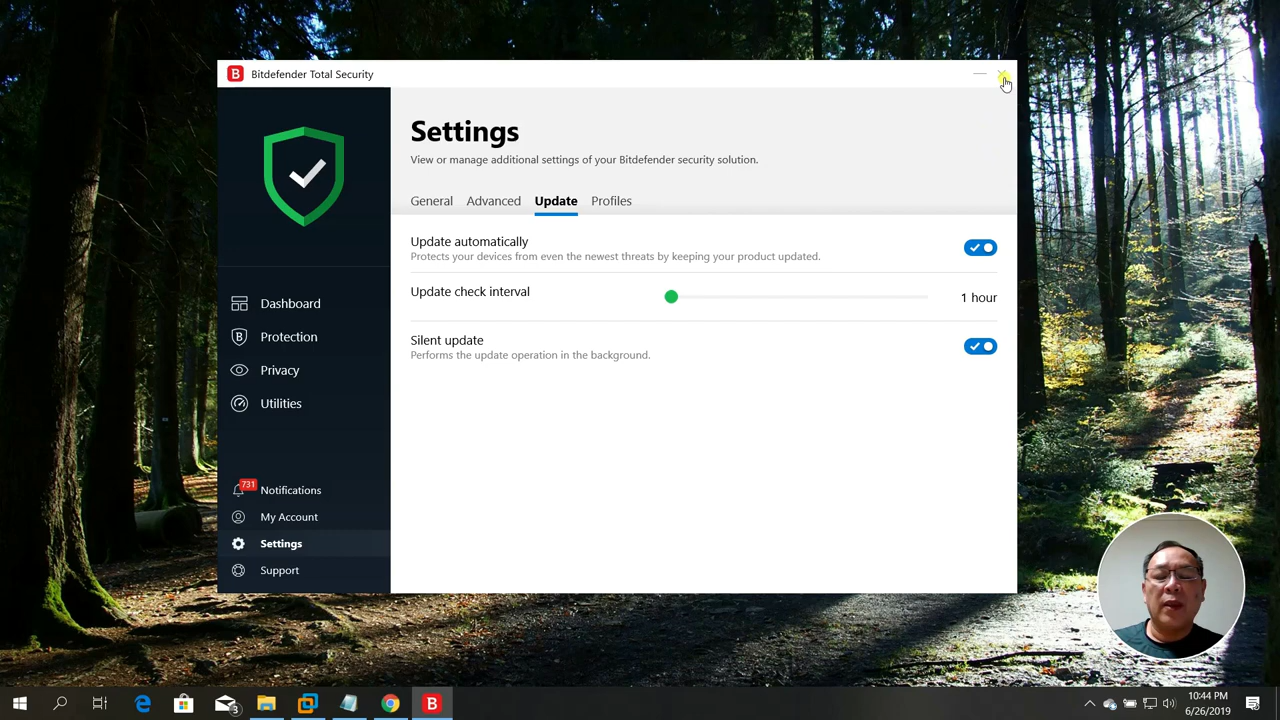 B Bitdefender Total Security
Settings
View or manage additional settings of your Bitdefender security solution.
General Advanced Update Profiles
Update automatically
Protects your devices from even the newest threats by keeping your product updated.
Update check interval
1 hour
Silent update
Performs the update operation in the background.
Dashboard
B Protection
Privacy
Utilities
731 Notifications
My Account
Settings
Support
3
B
10:44 PM
6/26/2019